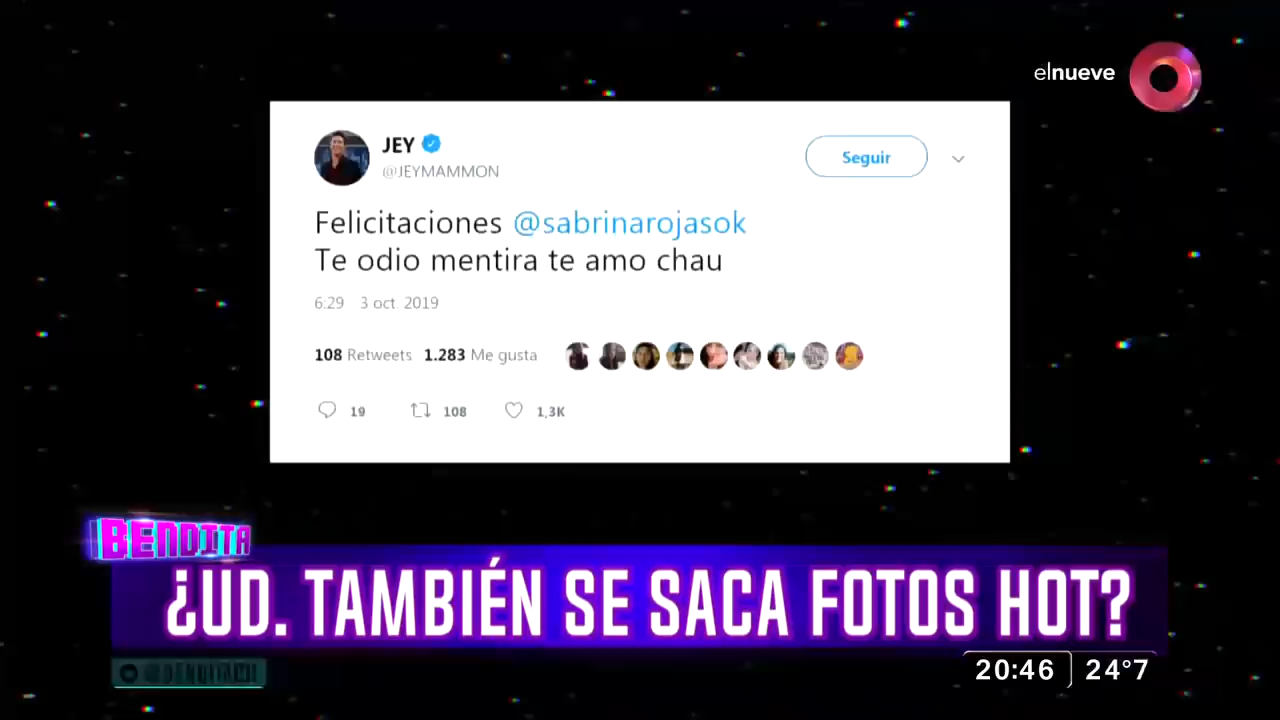 elnueve
JEY
@JEYMAMMON
Seguir
Felicitaciones @sabrinarojasok
Te odio mentira te amo chau
6:29 3 oct. 2019
108 Retweets 1.283 Me gusta
19 108 1,3K
BENDITA
¿UD. TAMBIÉN SE SACA FOTOS HOT?
20:46 24°7